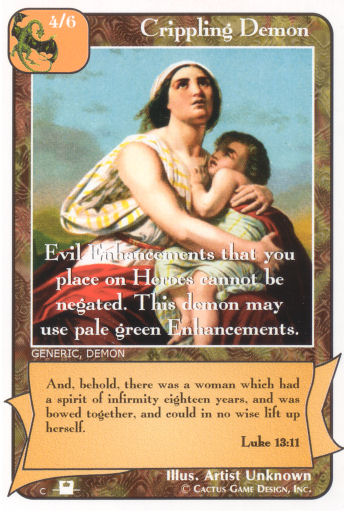 4/6
Crippling Demon
Evil Enhancements that you
place on Heroes cannot be
negated. This demon may
use pale green Enhancements.
GENERIC, DEMON
And, behold, there was a woman which had
a spirit of infirmity eighteen years, and was
bowed together, and could in no wise lift up
herself.
Luke 13:11
Illus. Artist Unknown
C
© Cactus Game Design, Inc.